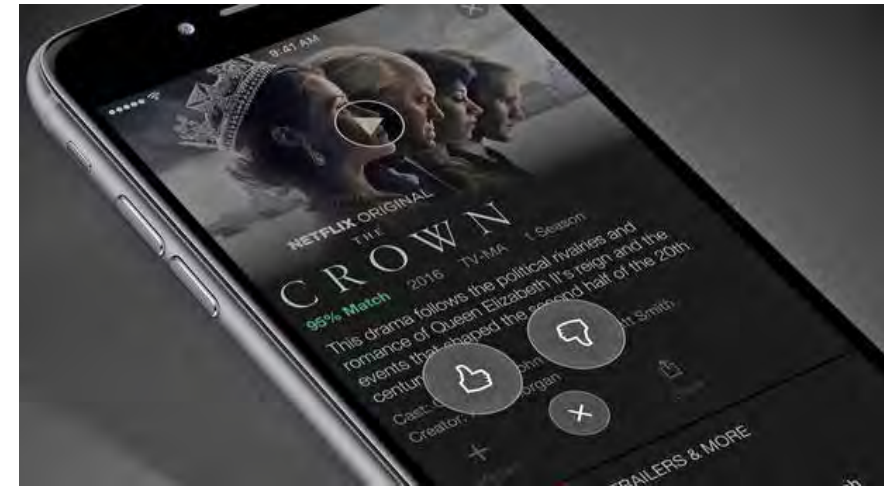 9:41 AM
NETFLIX ORIGINAL
THE
CROWN
95% Match 2016 TV-MA 1 Season
This drama follows the political rivalries and
romance of Queen Elizabeth II's reign and the
events that shaped the second half of the 20th
Smith.
Creator:
TRAILERS & MORE